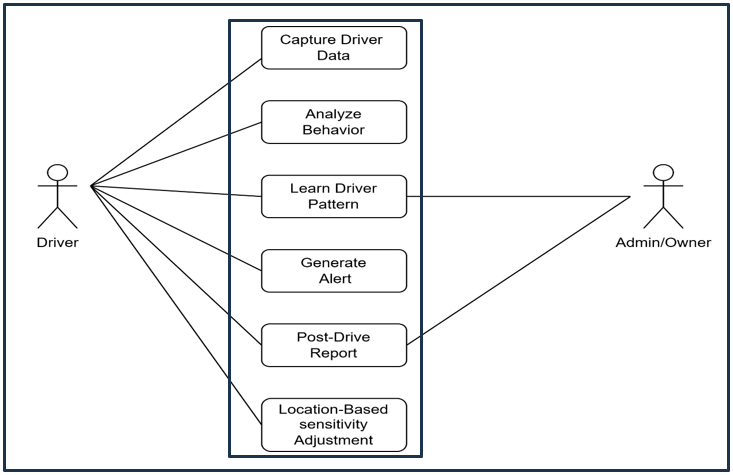 Capture Driver
Data
Analyze
Behavior
Learn Driver
Pattern
Driver
Admin/Owner
Generate
Alert
Post-Drive
Report
Location-Based
sensitivity
Adjustment